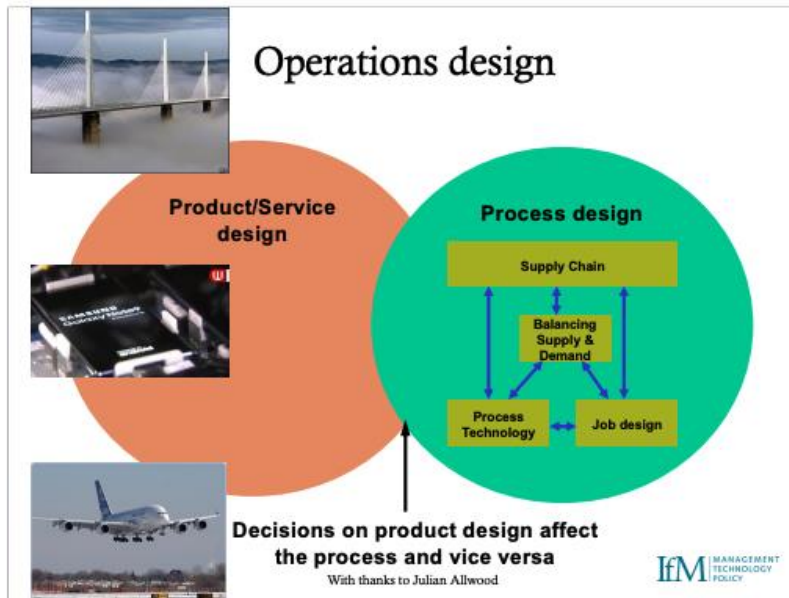 Operations design
Product/Service
design
Process design
Supply Chain
Balancing
Supply &
Demand
Process
Technology
Job design
SAMSUNG
Decisions on product design affect
the process and vice versa
With thanks to Julian Allwood
IfM
MANAGEMENT
TECHNOLOGY
POLICY